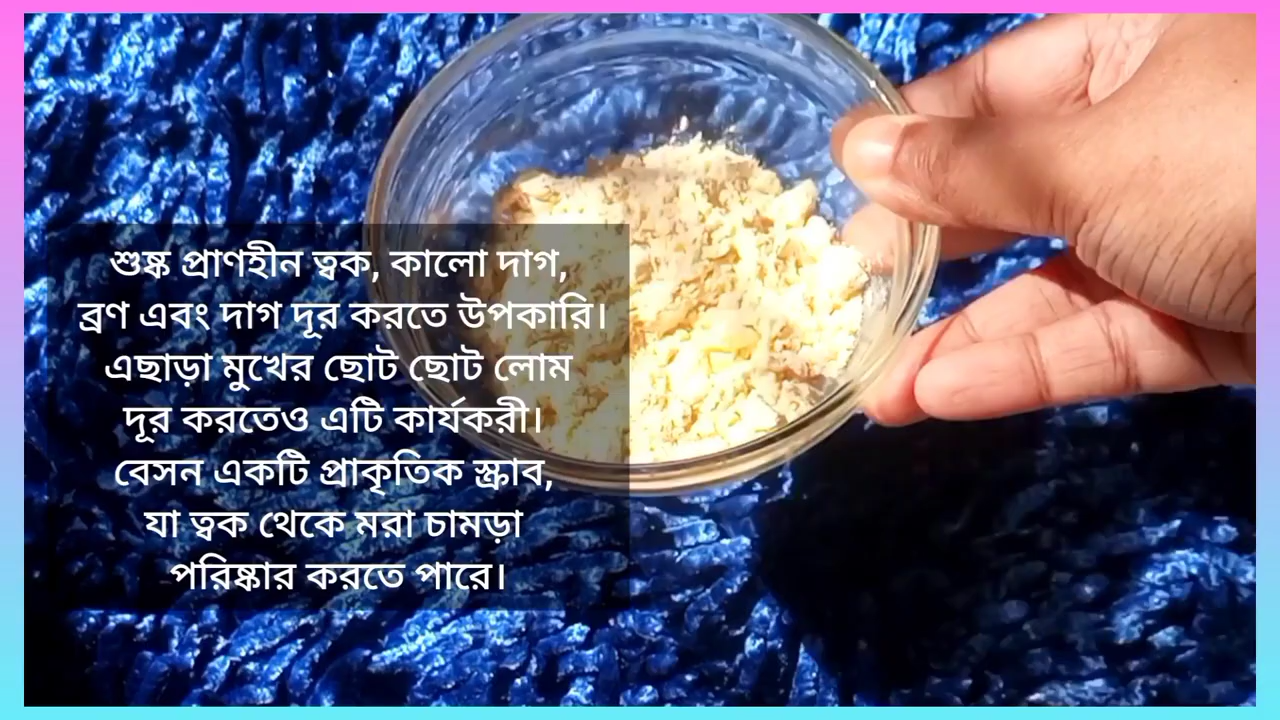 শুষ্ক প্রাণহীন ত্বক, কালো দাগ,
ব্রণ এবং দাগ দূর করতে উপকারি।
এছাড়া মুখের ছোট ছোট লোম
দূর করতেও এটি কার্যকরী।
বেসন একটি প্রাকৃতিক স্ক্রাব,
যা ত্বক থেকে মরা চামড়া
পরিষ্কার করতে পারে।